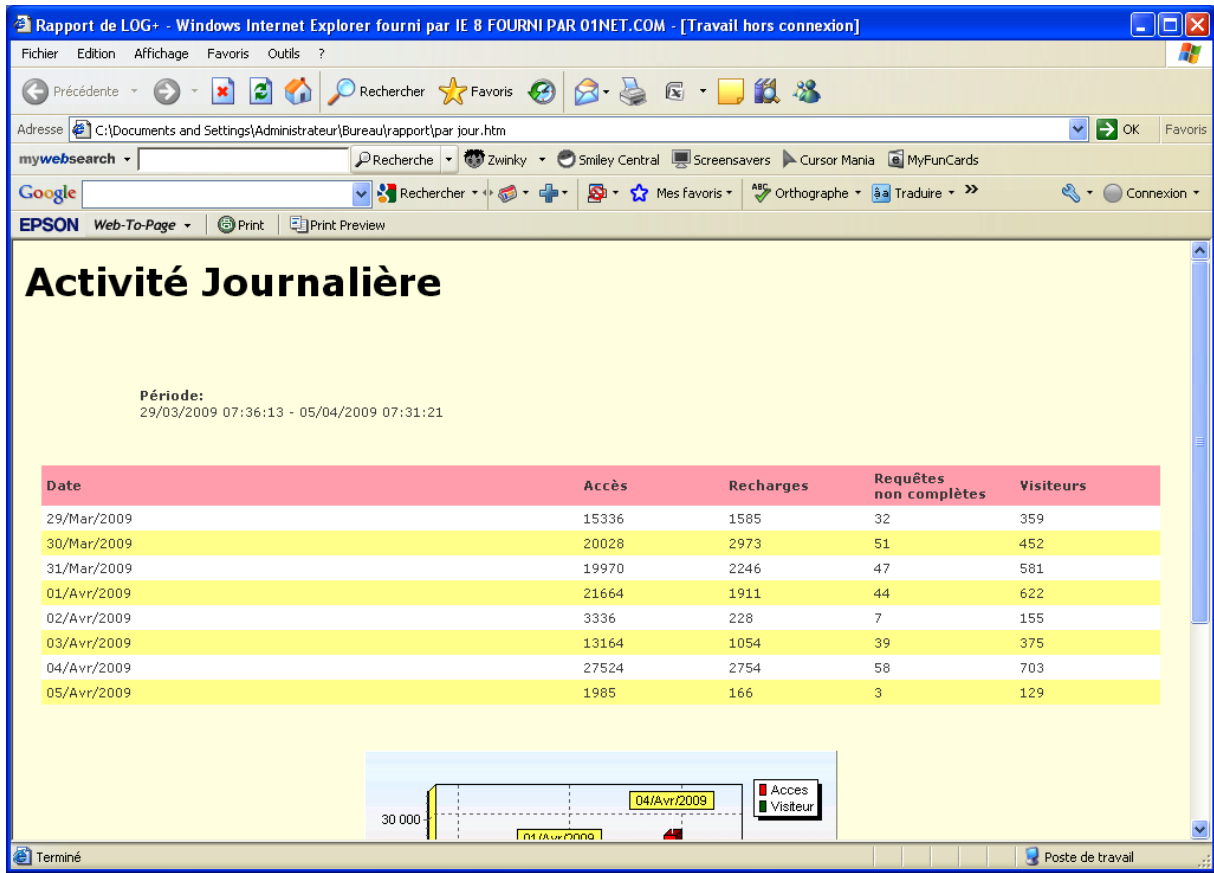 Rapport de LOG+ - Windows Internet Explorer fourni par IE 8 FOURNI PAR 01NET.COM - [Travail hors connexion]
Fichier Edition Affichage Favoris Outils ?
Précédente Rechercher Favoris
Adresse C:\Documents and Settings\Administrateur\Bureau\rapport\par jour.htm OK Favoris
mywebsearch Recherche Zwinky Smiley Central Screensavers Cursor Mania MyFunCards
Google Rechercher Mes favoris ABC Orthographe Traduire >> Connexion
EPSON Web-To-Page Print Print Preview
Activité Journalière
Période:
29/03/2009 07:36:13 - 05/04/2009 07:31:21
Date Accès Recharges Requêtes non complètes Visiteurs
29/Mar/2009 15336 1585 32 359
30/Mar/2009 20028 2973 51 452
31/Mar/2009 19970 2246 47 581
01/Avr/2009 21664 1911 44 622
02/Avr/2009 3336 228 7 155
03/Avr/2009 13164 1054 39 375
04/Avr/2009 27524 2754 58 703
05/Avr/2009 1985 166 3 129
Acces
04/Avr/2009
Visiteur
30 000
01/Avr/2009
Terminé Poste de travail